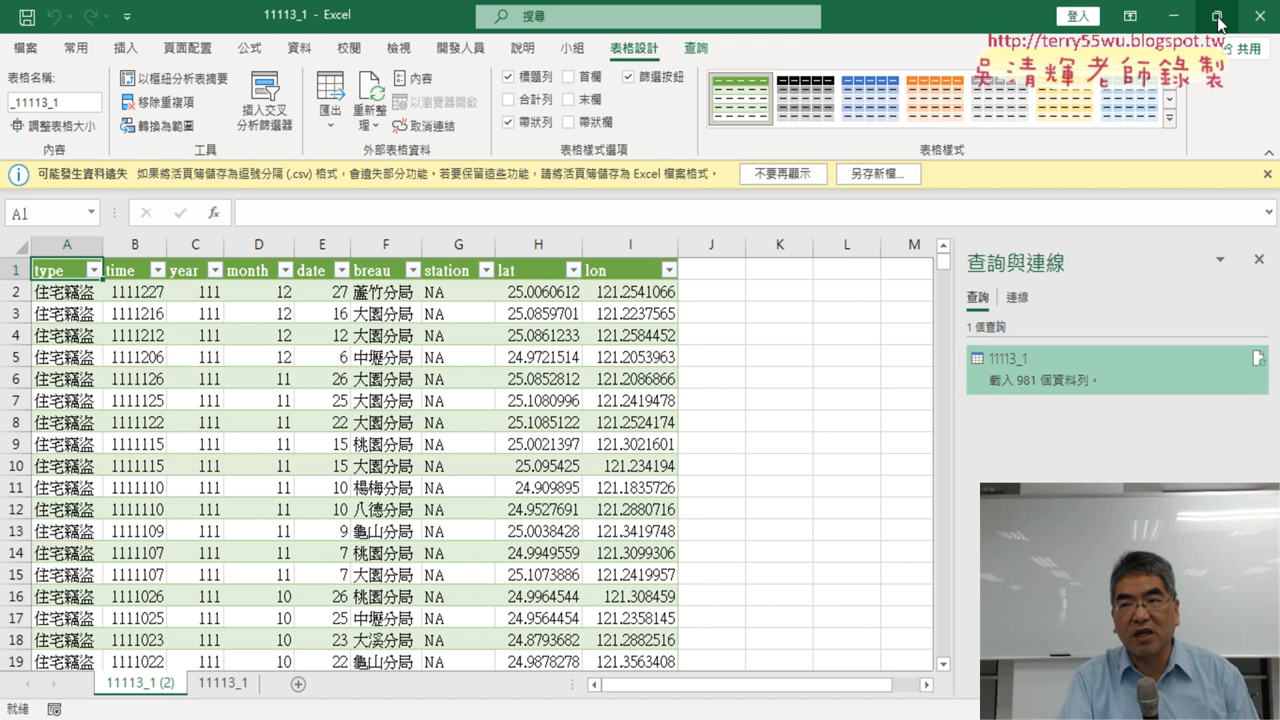 11113_1 - Excel
搜尋
登入
檔案 常用 插入 頁面配置 公式 資料 校閱 檢視 開發人員 說明 小組 表格設計 查詢
共用
http://terry55wu.blogspot.tw
吳清輝老師錄製
表格名稱:
_11113_1
調整表格大小
內容
以樞紐分析表摘要
移除重複項
轉換為範圍
插入交叉
分析篩選器
工具
匯出
重新整
理
內容
以瀏覽器開啟
取消連結
外部表格資料
標題列 首欄 篩選按鈕
合計列 末欄
帶狀列 帶狀欄
表格樣式選項
表格樣式
可能發生資料遺失 如果將活頁簿儲存為逗號分隔 (.csv) 格式，會遺失部分功能。若要保留這些功能，請將活頁簿儲存為 Excel 檔案格式。
不要再顯示
另存新檔...
A1
fx
A B C D E F G H I J K L M
1 type time year month date breau station lat lon
2 住宅竊盜 1111227 111 12 27 蘆竹分局 NA 25.0060612 121.2541066
3 住宅竊盜 1111216 111 12 16 大園分局 NA 25.0859701 121.2237565
4 住宅竊盜 1111212 111 12 12 大園分局 NA 25.0861233 121.2584452
5 住宅竊盜 1111206 111 12 6 中壢分局 NA 24.9721514 121.2053963
6 住宅竊盜 1111126 111 11 26 大園分局 NA 25.0852812 121.2086866
7 住宅竊盜 1111125 111 11 25 大園分局 NA 25.1080996 121.2419478
8 住宅竊盜 1111122 111 11 22 大園分局 NA 25.1085122 121.2524174
9 住宅竊盜 1111115 111 11 15 桃園分局 NA 25.0021397 121.3021601
10 住宅竊盜 1111115 111 11 15 大園分局 NA 25.095425 121.234194
11 住宅竊盜 1111110 111 11 10 楊梅分局 NA 24.909895 121.1835726
12 住宅竊盜 1111110 111 11 10 八德分局 NA 24.9527691 121.2880716
13 住宅竊盜 1111109 111 11 9 龜山分局 NA 25.0038428 121.3419748
14 住宅竊盜 1111107 111 11 7 桃園分局 NA 24.9949559 121.3099306
15 住宅竊盜 1111107 111 11 7 大園分局 NA 25.1073886 121.2419957
16 住宅竊盜 1111026 111 10 26 桃園分局 NA 24.9964544 121.308459
17 住宅竊盜 1111025 111 10 25 中壢分局 NA 24.9564454 121.2358145
18 住宅竊盜 1111023 111 10 23 大溪分局 NA 24.8793682 121.2882516
19 住宅竊盜 1111022 111 10 22 龜山分局 NA 24.9878278 121.3563408
查詢與連線
查詢 連線
1 個查詢
11113_1
載入 981 個資料列。
11113_1 (2) 11113_1
就緒